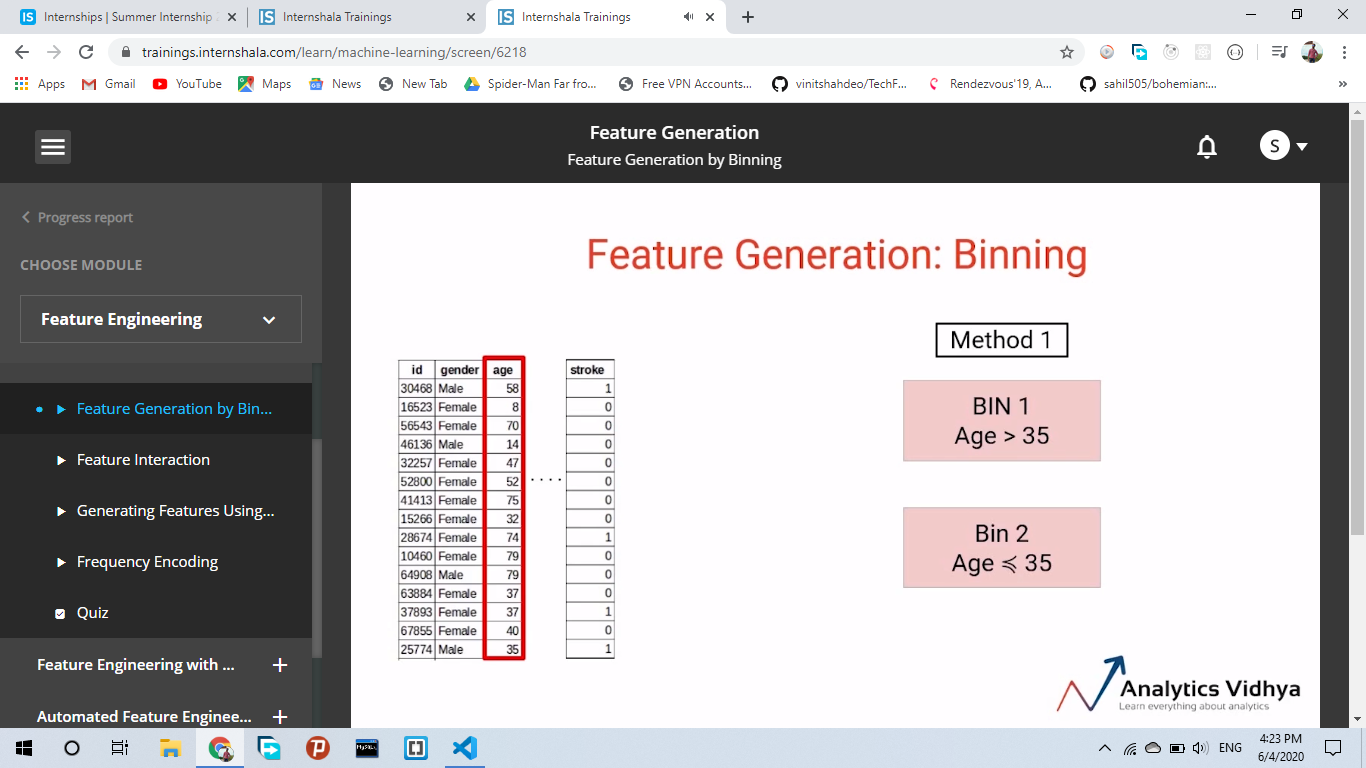 Internships | Summer Internship
Internshala Trainings
Internshala Trainings
trainings.internshala.com/learn/machine-learning/screen/6218
Apps
Gmail
YouTube
Maps
News
New Tab
Spider-Man Far fro...
Free VPN Accounts...
vinitshahdeo/TechF...
Rendezvous'19, A...
sahil505/bohemian:...
»
Feature Generation
Feature Generation by Binning
S
Progress report
CHOOSE MODULE
Feature Engineering
Feature Generation by Bin...
Feature Interaction
Generating Features Using...
Frequency Encoding
Quiz
Feature Engineering with ...
Automated Feature Enginee...
Feature Generation: Binning
id gender age stroke
30468 Male 58 1
16523 Female 8 0
56543 Female 70 0
46136 Male 14 0
32257 Female 47 0
52800 Female 52 . . . . 0
41413 Female 75 0
15266 Female 32 0
28674 Female 74 1
10460 Female 79 0
64908 Male 79 0
63884 Female 37 0
37893 Female 37 1
67855 Female 40 0
25774 Male 35 1
Method 1
BIN 1
Age > 35
Bin 2
Age ≼ 35
Analytics Vidhya
Learn everything about analytics
MySQL
ENG
4:23 PM
6/4/2020